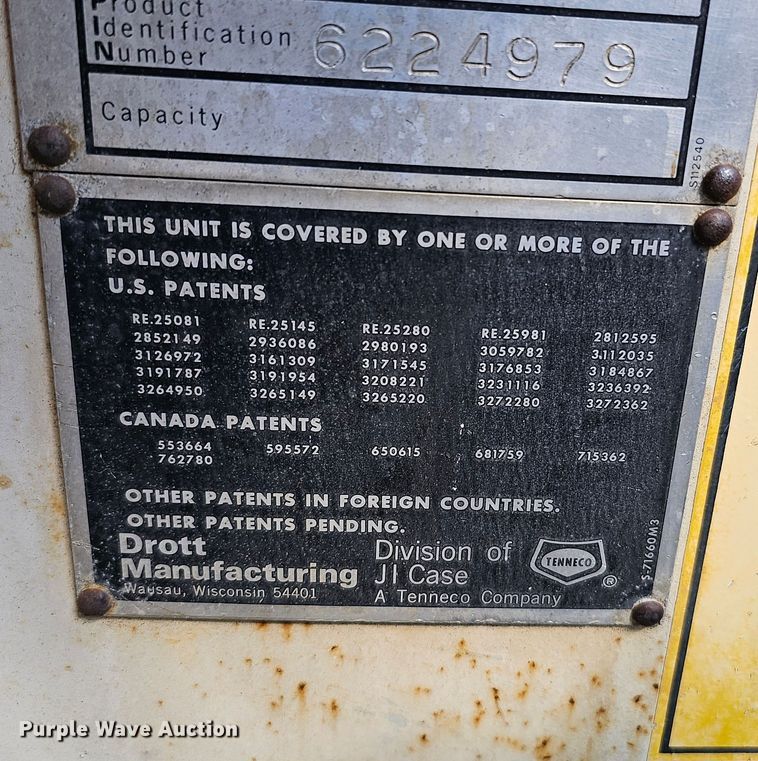 Product
Identification
Number 6224979
Capacity
S112540
THIS UNIT IS COVERED BY ONE OR MORE OF THE
FOLLOWING:
U.S. PATENTS
RE.25081 RE.25145 RE.25280 RE.25981 2812595
2852149 2936086 2980193 3059782 3112035
3126972 3161309 3171545 3176853 3184867
3191787 3191954 3208221 3231116 3236392
3264950 3265149 3265220 3272280 3272362
CANADA PATENTS
553664 595572 650615 681759 715362
762780
OTHER PATENTS IN FOREIGN COUNTRIES.
OTHER PATENTS PENDING.
Drott
Manufacturing
Wausau, Wisconsin 54401
Division of
JI Case
A Tenneco Company
TENNECO
®
S-71660M3
Purple Wave Auction